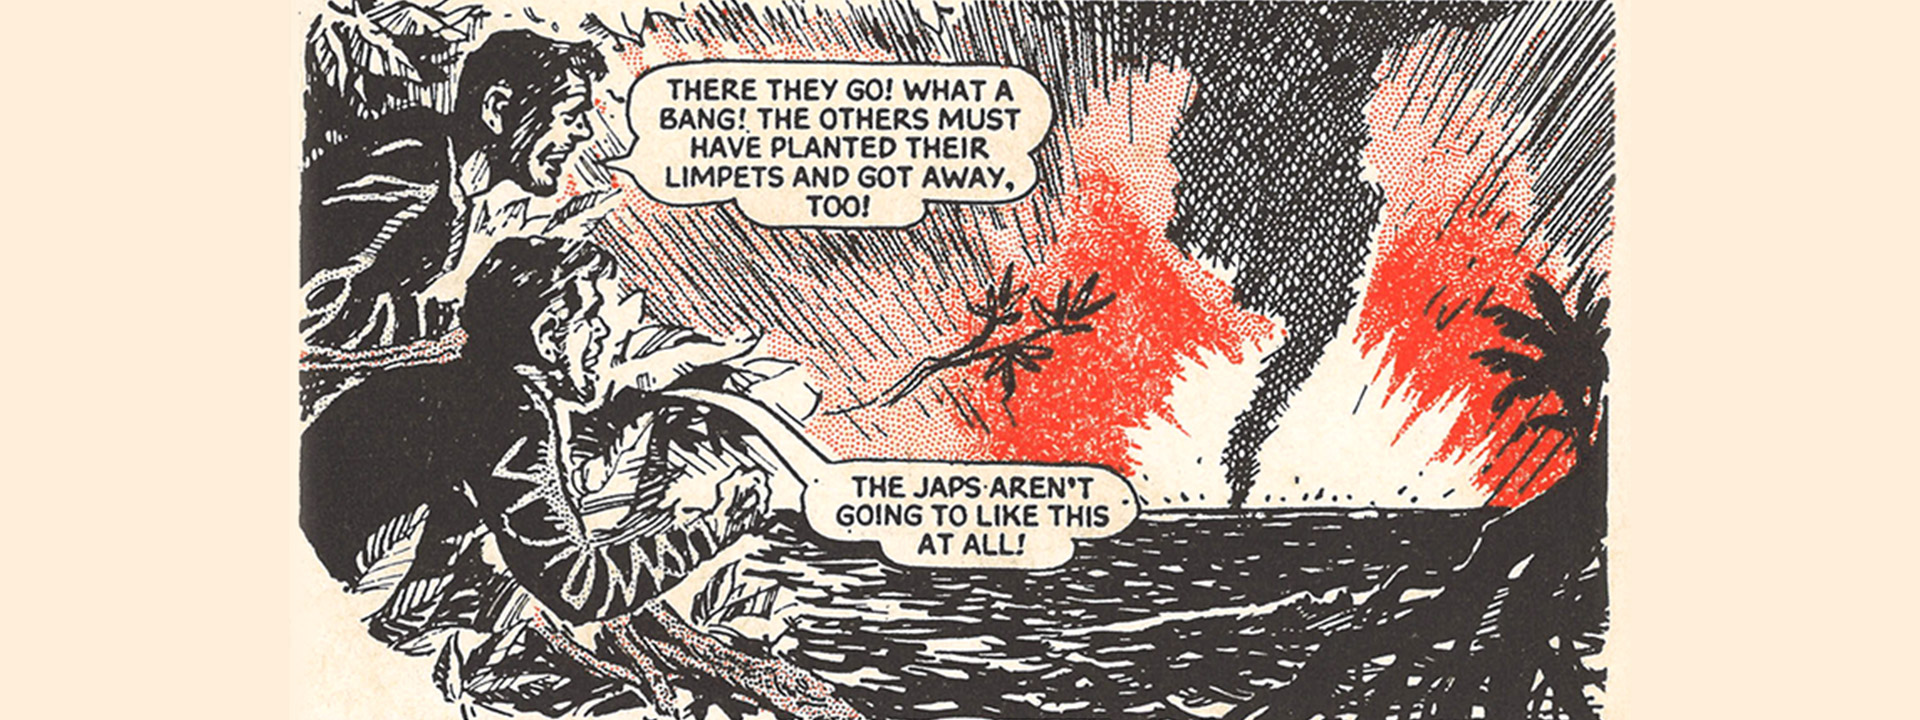 THERE THEY GO! WHAT A
BANG! THE OTHERS MUST
HAVE PLANTED THEIR
LIMPETS AND GOT AWAY,
TOO!
THE JAPS AREN'T
GOING TO LIKE THIS
AT ALL!